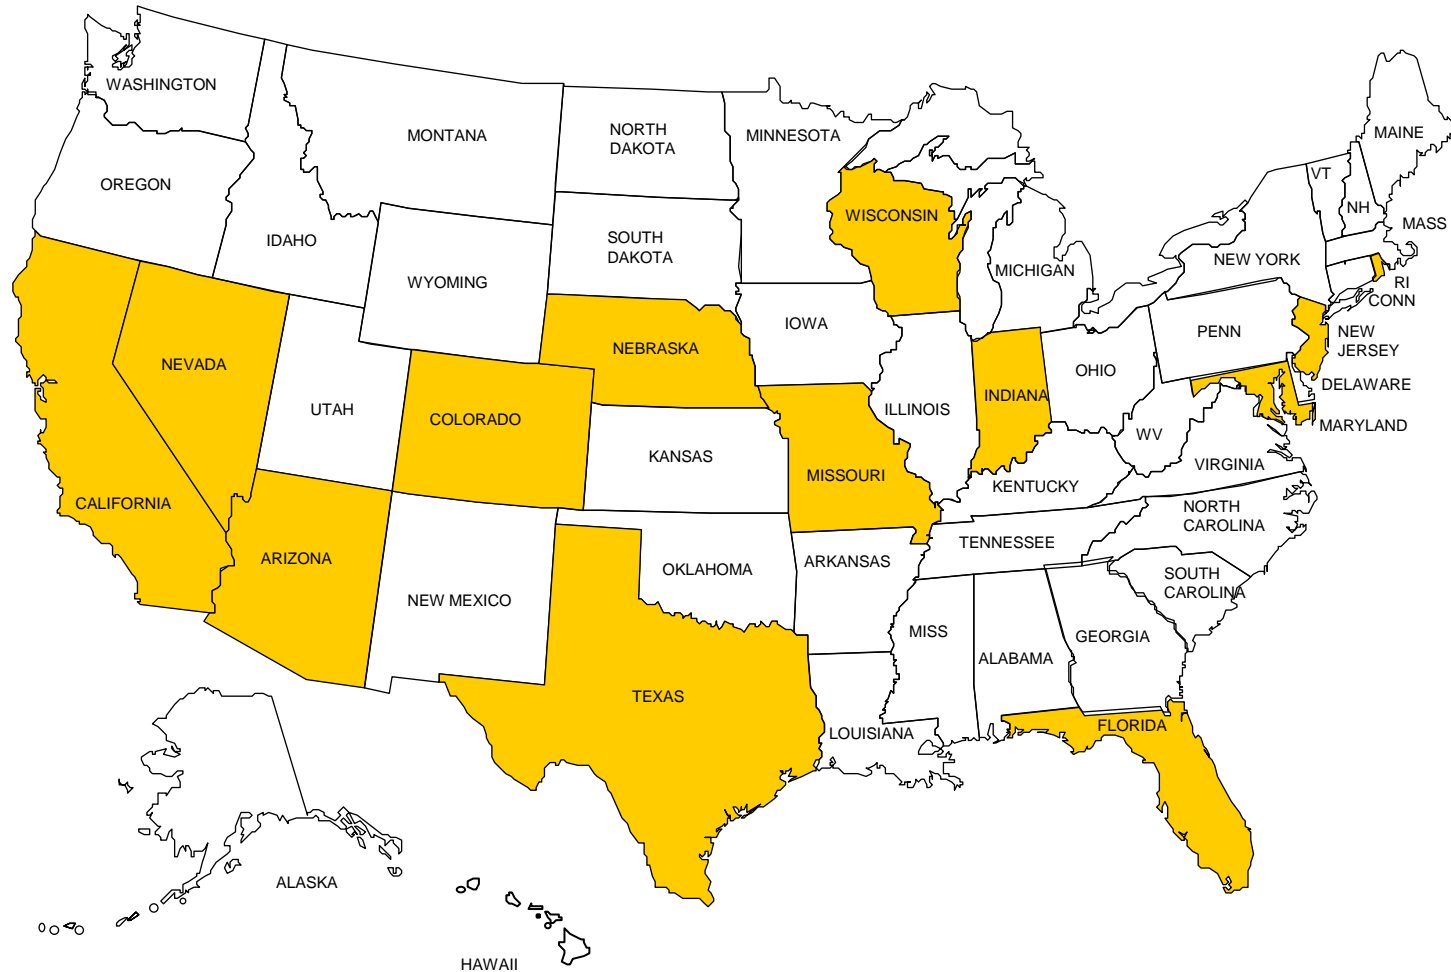 WASHINGTON
MONTANA
NORTH
DAKOTA
MINNESOTA
MAINE
OREGON
VT
NH
MASS
IDAHO
SOUTH
DAKOTA
WISCONSIN
WYOMING
MICHIGAN
NEW YORK
RI
CONN
IOWA
PENN
NEW
JERSEY
NEVADA
NEBRASKA
OHIO
DELAWARE
UTAH
COLORADO
ILLINOIS
INDIANA
MARYLAND
KANSAS
WV
CALIFORNIA
MISSOURI
KENTUCKY
VIRGINIA
NORTH
CAROLINA
ARIZONA
OKLAHOMA
ARKANSAS
TENNESSEE
SOUTH
CAROLINA
NEW MEXICO
MISS
ALABAMA
GEORGIA
TEXAS
LOUISIANA
FLORIDA
ALASKA
HAWAII